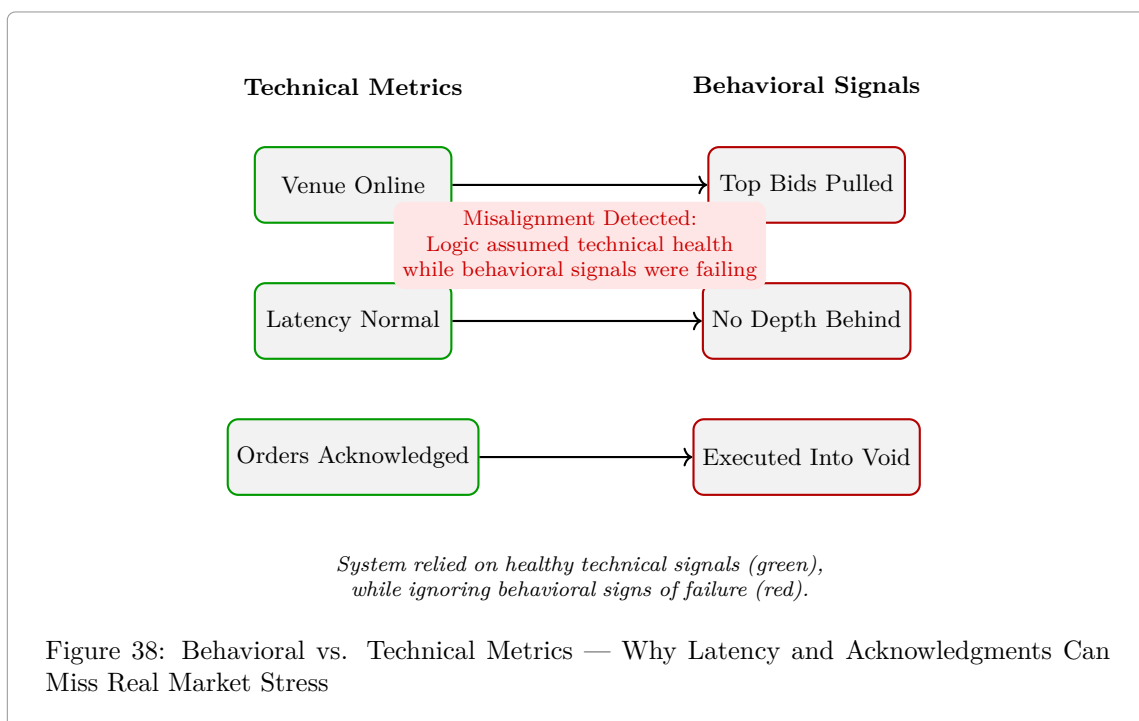 Technical Metrics
Behavioral Signals
Venue Online
Top Bids Pulled
Misalignment Detected:
Logic assumed technical health
while behavioral signals were failing
Latency Normal
No Depth Behind
Orders Acknowledged
Executed Into Void
System relied on healthy technical signals (green),
while ignoring behavioral signs of failure (red).
Figure 38: Behavioral vs. Technical Metrics — Why Latency and Acknowledgments Can
Miss Real Market Stress